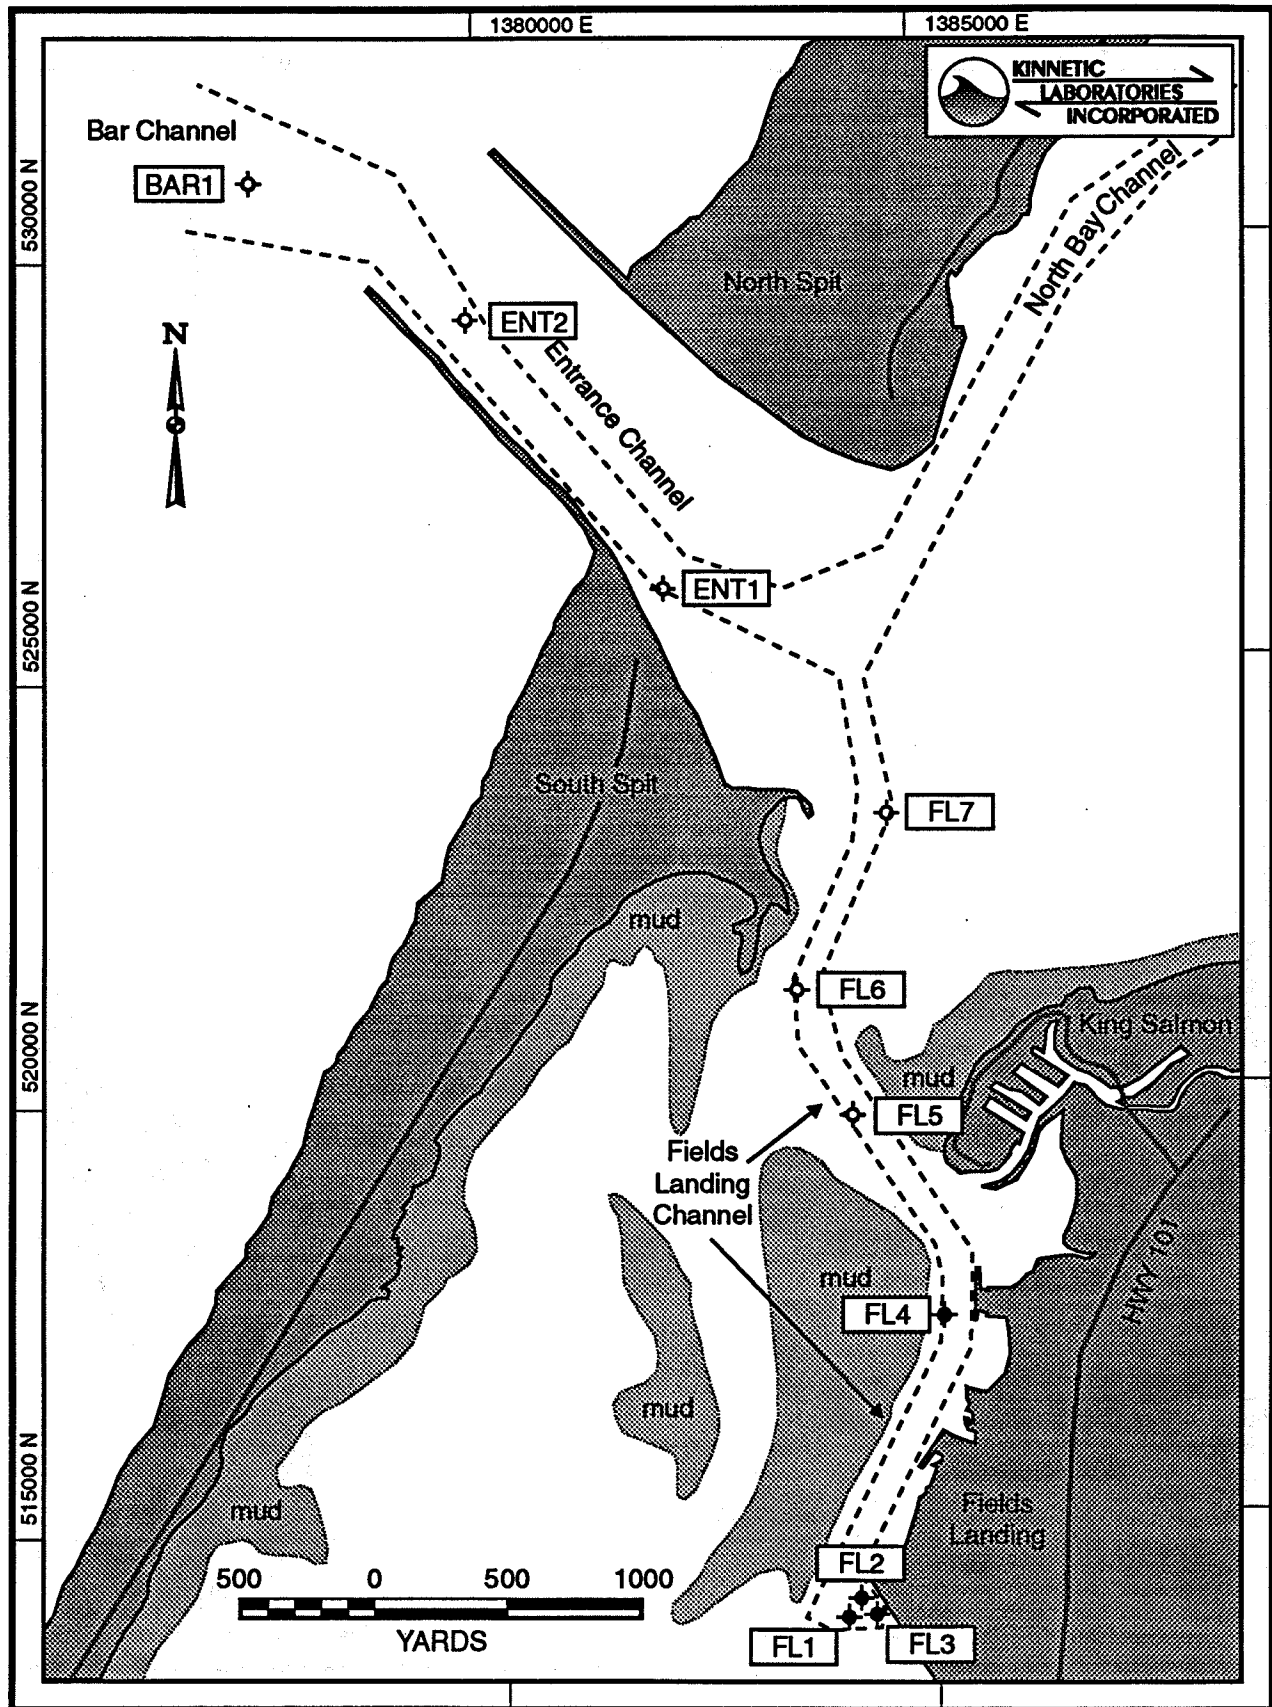 1380000 E
1385000 E
KINNETIC
LABORATORIES
INCORPORATED
Bar Channel
BAR1
530000 N
North Spit
North Bay Channel
N
ENT2
Entrance Channel
ENT1
525000 N
South Spit
FL7
mud
FL6
King Salmon
520000 N
mud
FL5
Fields
Landing
Channel
HWY 101
mud
FL4
mud
515000 N
mud
Fields
Landing
FL2
500 0 500 1000
YARDS
FL1
FL3